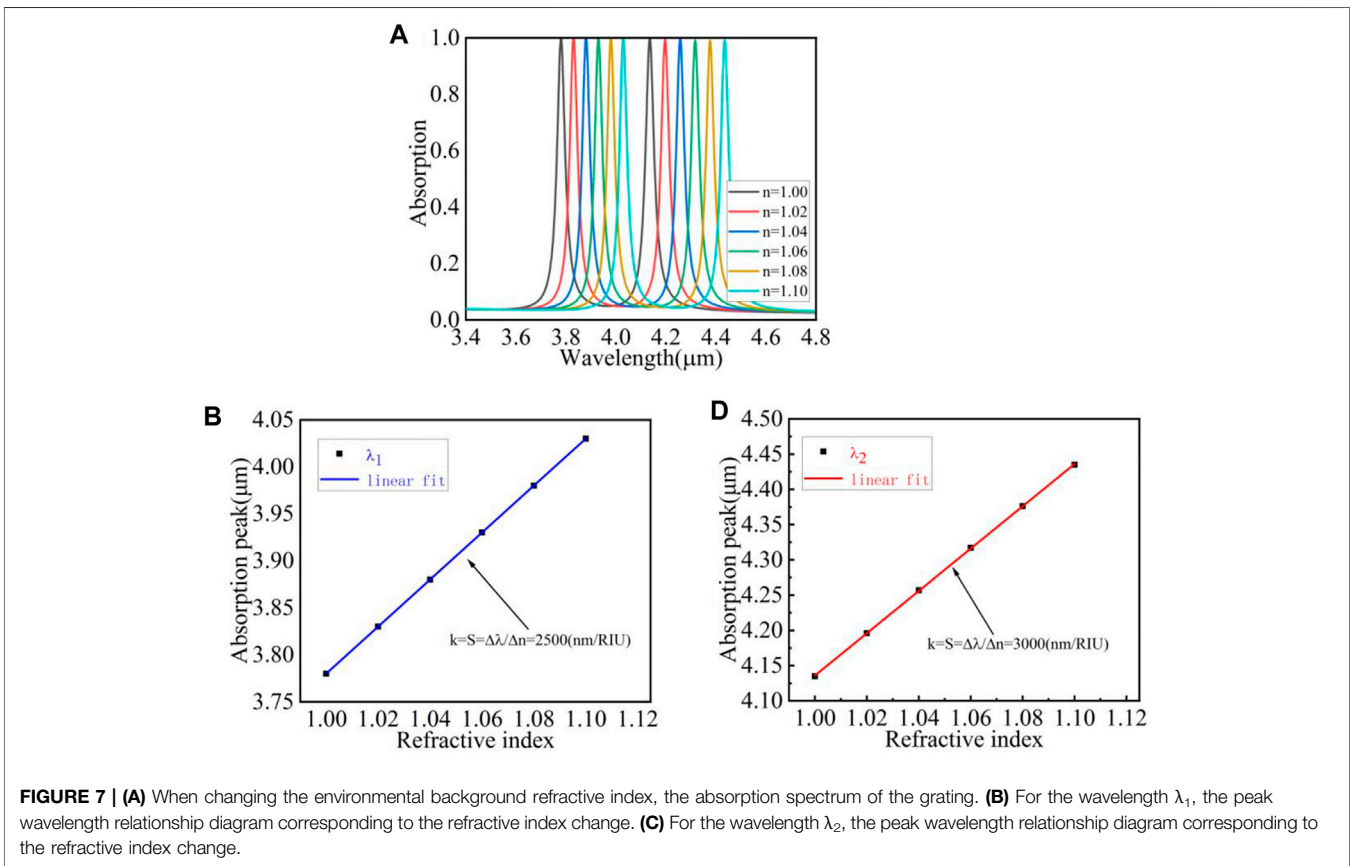 A
1.0
0.8
0.6
0.4
0.2
0.0
Absorption
n=1.00
n=1.02
n=1.04
n=1.06
n=1.08
n=1.10
3.4 3.6 3.8 4.0 4.2 4.4 4.6 4.8
Wavelength(μm)
B
4.05
4.00
3.95
3.90
3.85
3.80
3.75
Absorption peak(μm)
λ1
linear fit
k=S=Δλ/Δn=2500(nm/RIU)
1.00 1.02 1.04 1.06 1.08 1.10 1.12
Refractive index
D
4.50
4.45
4.40
4.35
4.30
4.25
4.20
4.15
4.10
Absorption peak(μm)
λ2
linear fit
k=S=Δλ/Δn=3000(nm/RIU)
1.00 1.02 1.04 1.06 1.08 1.10 1.12
Refractive index
FIGURE 7 | (A) When changing the environmental background refractive index, the absorption spectrum of the grating. (B) For the wavelength λ1, the peak
wavelength relationship diagram corresponding to the refractive index change. (C) For the wavelength λ2, the peak wavelength relationship diagram corresponding to
the refractive index change.